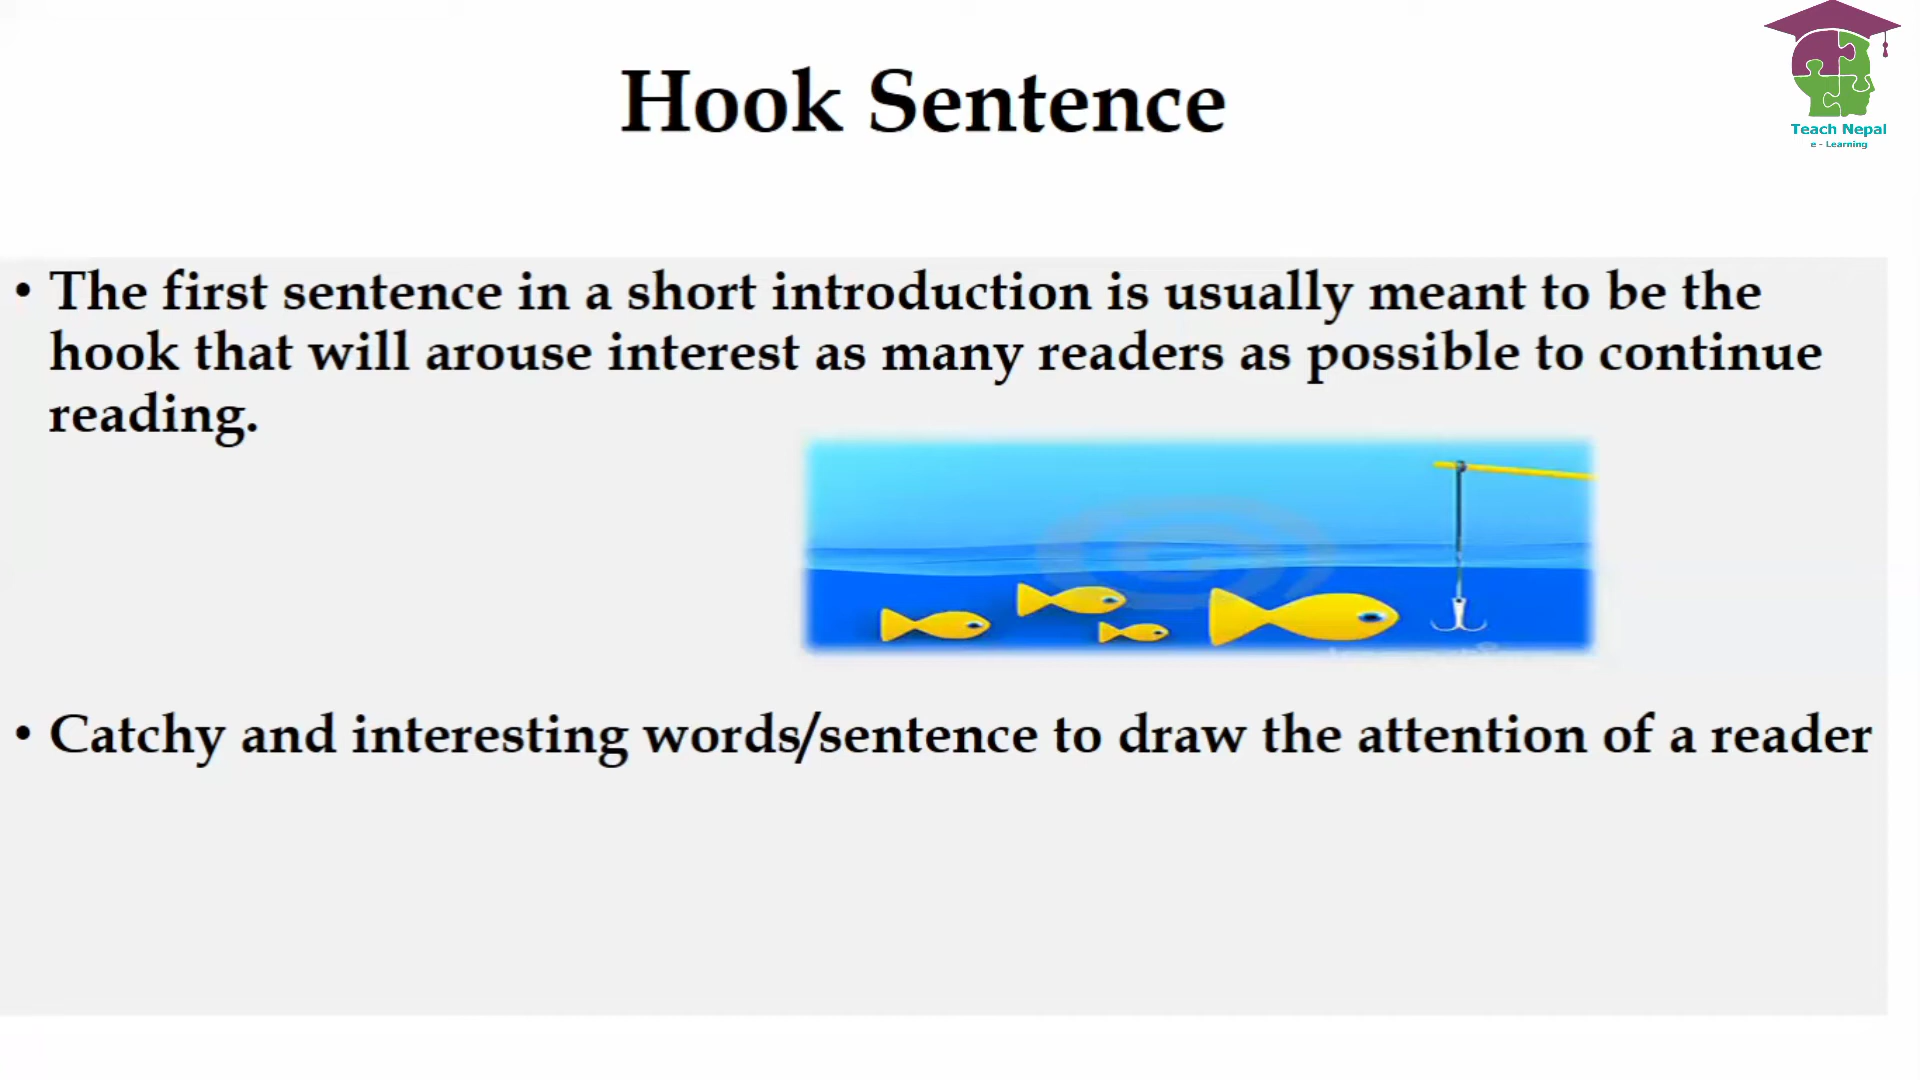 Hook Sentence
Teach Nepal
e - Learning
• The first sentence in a short introduction is usually meant to be the
hook that will arouse interest as many readers as possible to continue
reading.
• Catchy and interesting words/sentence to draw the attention of a reader